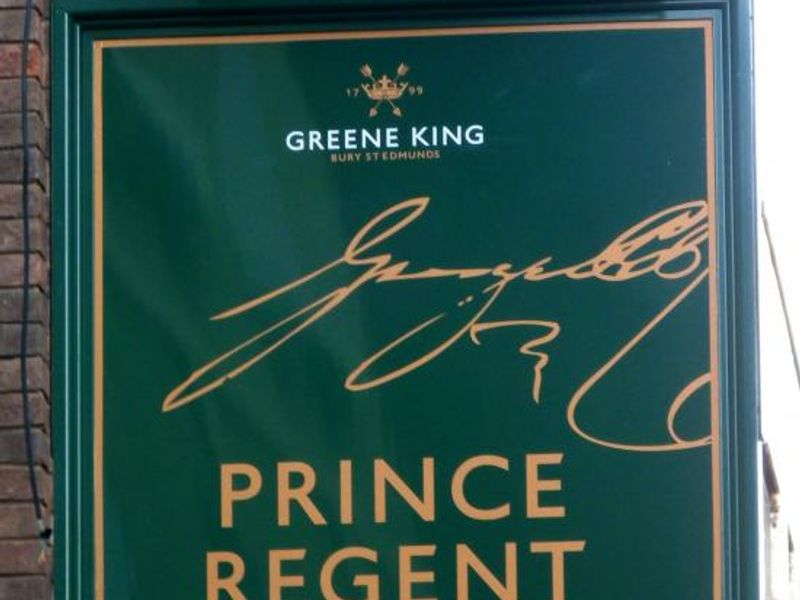 17 99
GREENE KING
BURY ST EDMUNDS
PRINCE
REGENT